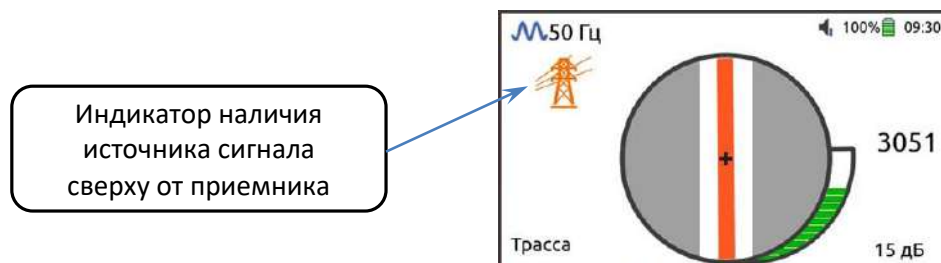 Индикатор наличия
источника сигнала
сверху от приемника
50 Гц
100% 09:30
3051
Трасса
15 дБ